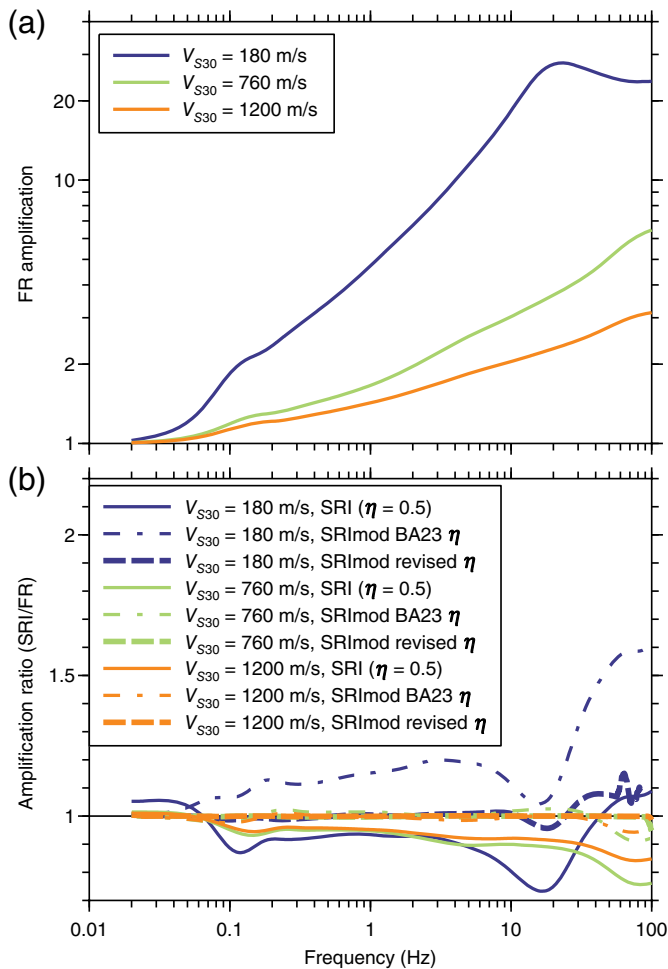 (a)
V_S30 = 180 m/s
V_S30 = 760 m/s
V_S30 = 1200 m/s
20
10
2
1
FR amplification
(b)
V_S30 = 180 m/s, SRI (η = 0.5)
V_S30 = 180 m/s, SRImod BA23 η
V_S30 = 180 m/s, SRImod revised η
V_S30 = 760 m/s, SRI (η = 0.5)
V_S30 = 760 m/s, SRImod BA23 η
V_S30 = 760 m/s, SRImod revised η
V_S30 = 1200 m/s, SRI (η = 0.5)
V_S30 = 1200 m/s, SRImod BA23 η
V_S30 = 1200 m/s, SRImod revised η
2
1.5
1
Amplification ratio (SRI/FR)
0.01 0.1 1 10 100
Frequency (Hz)